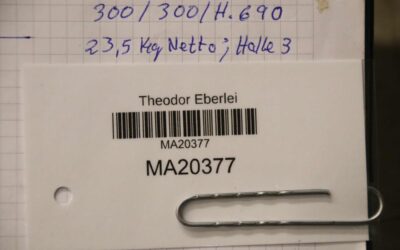 300/300/H.690
23,5 Kg Netto; Halle 3
Theodor Eberlei
MA20377
MA20377